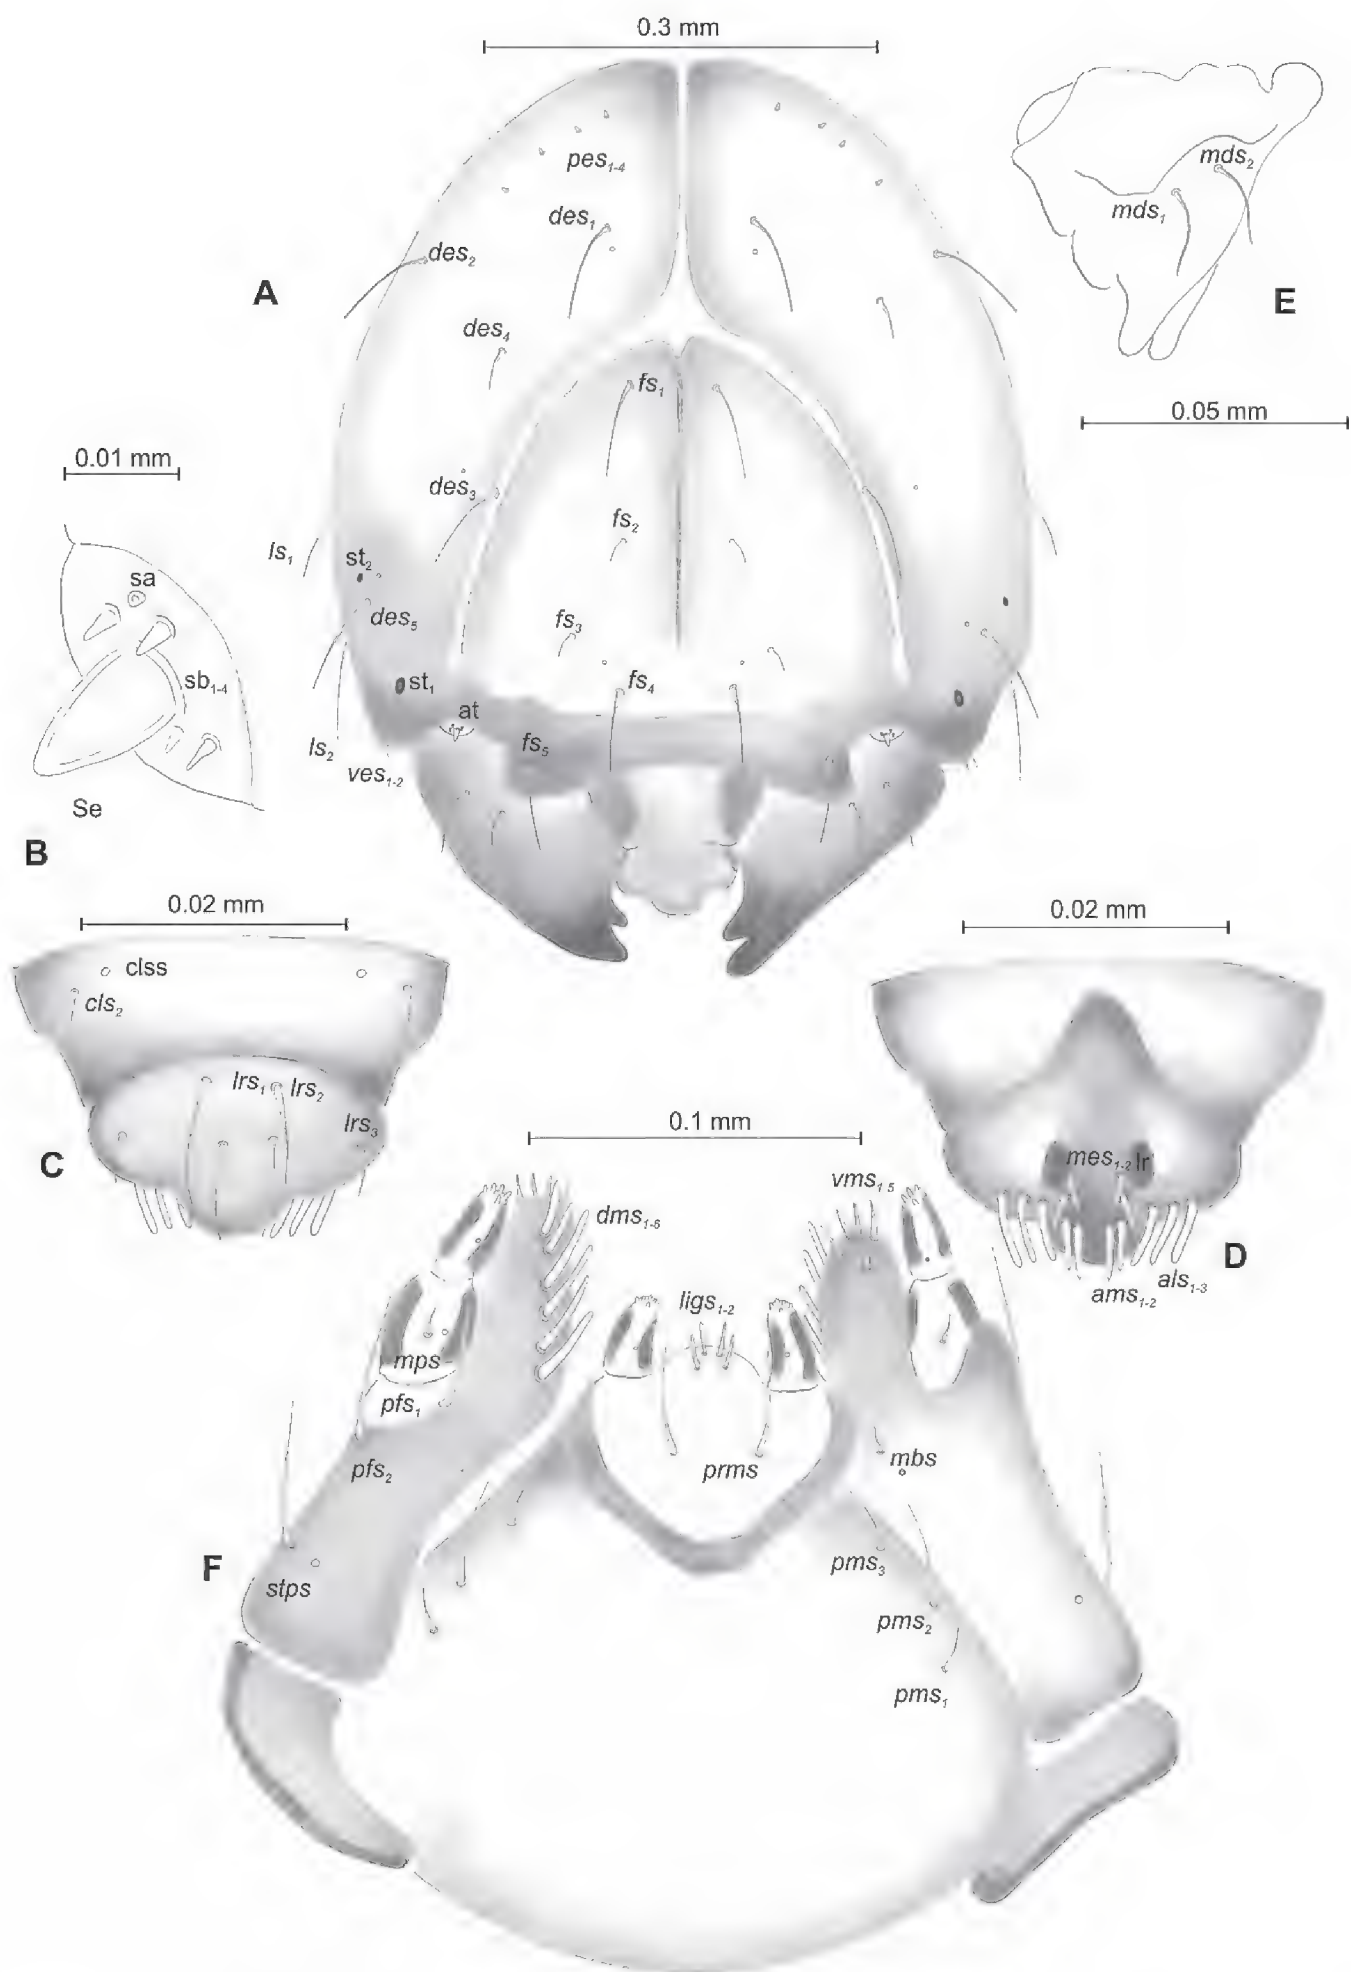 0.3 mm
pes1-4
des1
des2
A
des4
fs1
des3
fs2
ls1
st2
des5
fs3
st1
fs4
at
fs5
ls2
ves1-2
mds2
mds1
E
0.05 mm
0.01 mm
sa
sb1-4
Se
B
0.02 mm
clss
cls2
lrs1
lrs2
lrs3
C
0.02 mm
mes1-2
lr
D
als1-3
ams1-2
0.1 mm
vms1-5
dms1-6
ligs1-2
mps
pfs1
pfs2
prms
mbs
F
stps
pms3
pms2
pms1